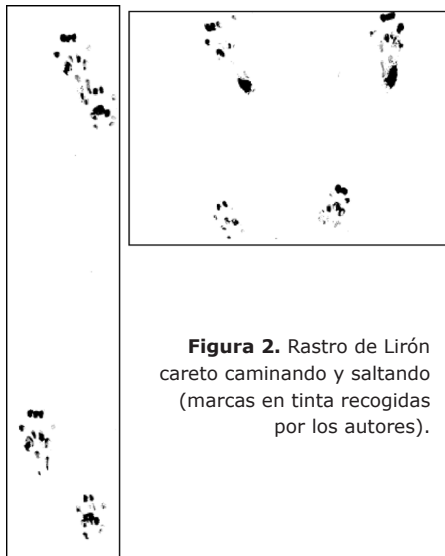 Figura 2. Rastro de Lirón
careto caminando y saltando
(marcas en tinta recogidas
por los autores).